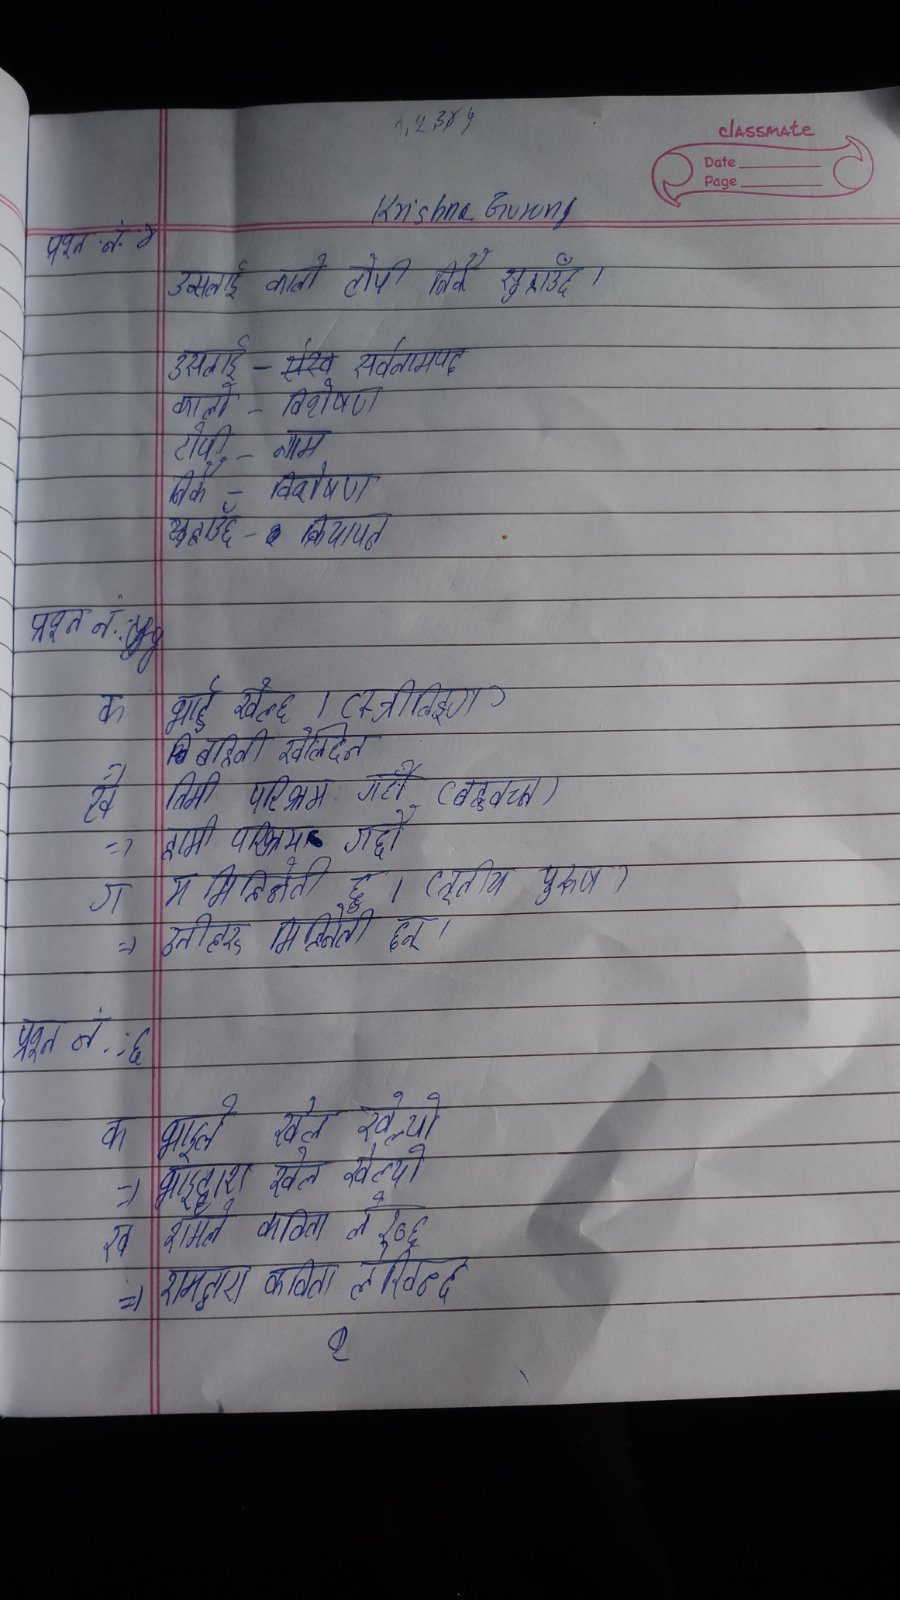 १, २ ३ ४ ५
classmate
Date
Page
Krishna Gurung
प्रश्न नं. ४
उसलाई कालो टोपी निकै सुहाउँछ ।
उसलाई – सर्वनामपद
कालो – विशेषण
टोपी – नाम
निकै – विशेषण
सुहाउँछ – क्रियापद
प्रश्न नं. : ५
क भाई खेल्छ । (स्त्रीलिङ्ग)
बहिनी खेल्दिन
ख तिमी परिश्रम गर्छौ (बहुवचन)
=> हामी परिश्रम गर्छौं
ग म मिहिनेती छु । (तृतीय पुरुष)
=> उनीहरु मिहिनेती छन् ।
प्रश्न नं. : ६
क भाइले खेल खेल्यो
=> भाइद्वारा खेल खेल्यो
ख रामले कविता लेख्छ
=> रामद्वारा कविता लेखिन्छ